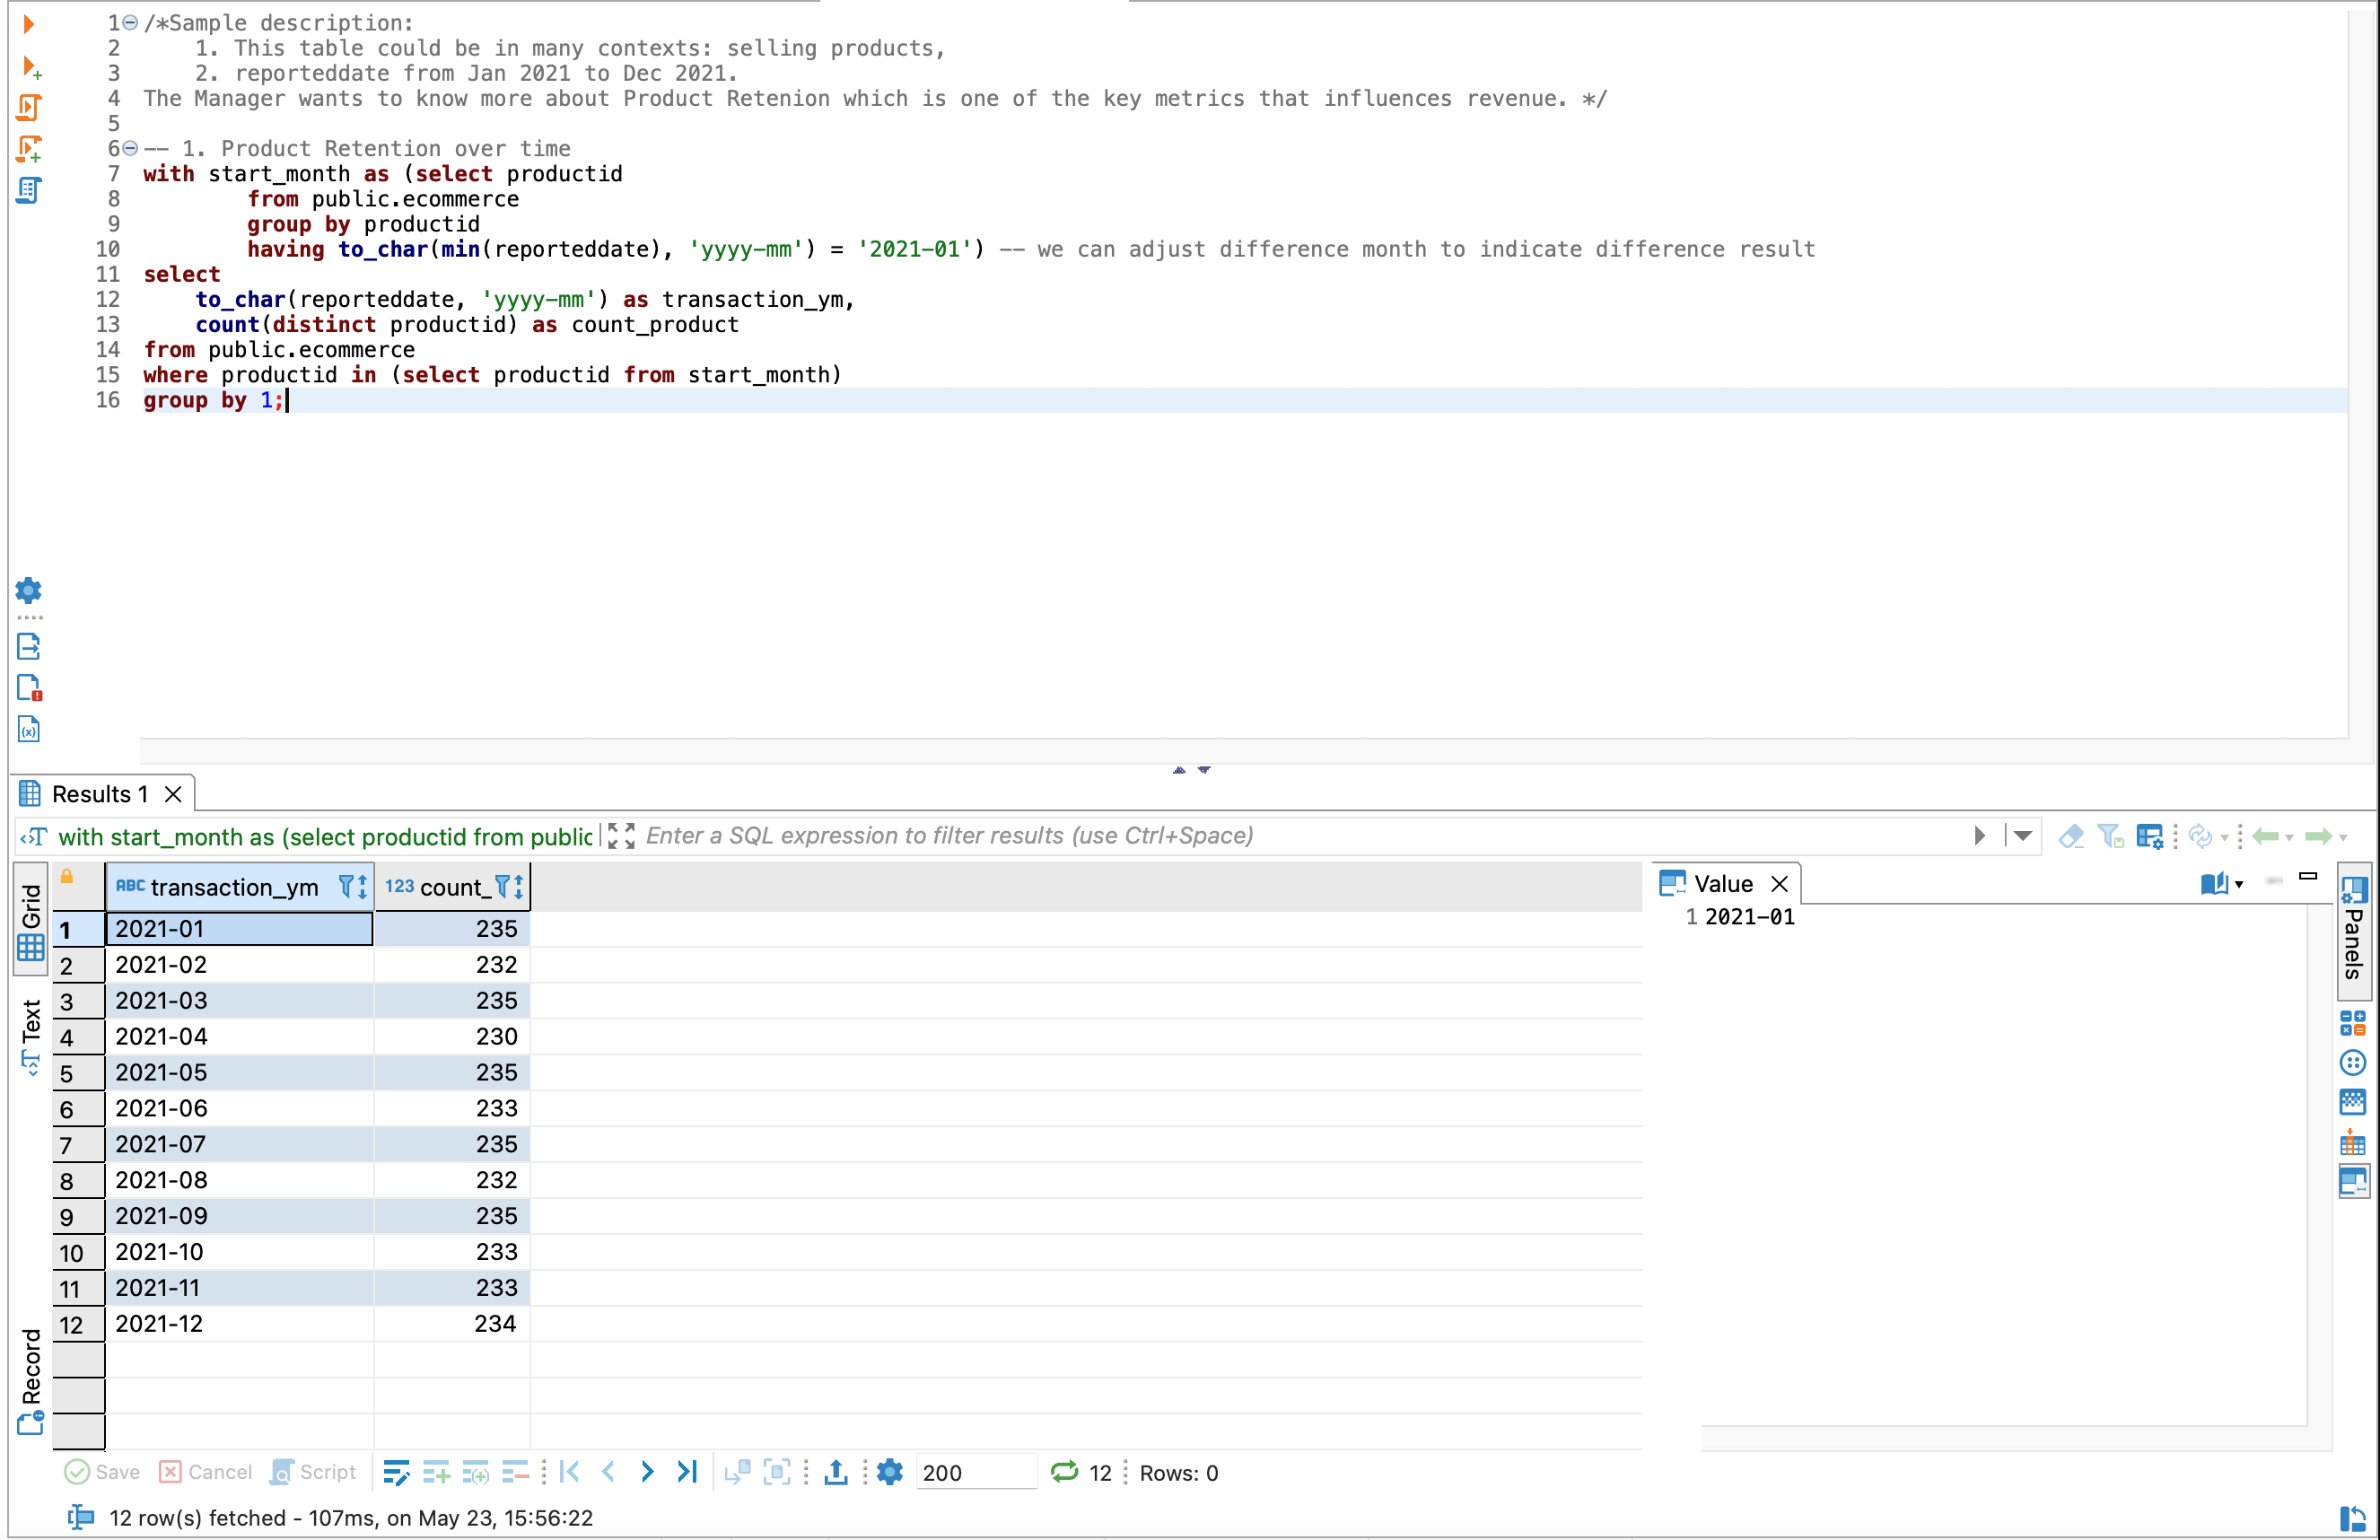 1 /*Sample description:
2 1. This table could be in many contexts: selling products,
3 2. reporteddate from Jan 2021 to Dec 2021.
4 The Manager wants to know more about Product Retenion which is one of the key metrics that influences revenue. */
5
6 -- 1. Product Retention over time
7 with start_month as (select productid
8 from public.ecommerce
9 group by productid
10 having to_char(min(reporteddate), 'yyyy-mm') = '2021-01') -- we can adjust difference month to indicate difference result
11 select
12 to_char(reporteddate, 'yyyy-mm') as transaction_ym,
13 count(distinct productid) as count_product
14 from public.ecommerce
15 where productid in (select productid from start_month)
16 group by 1;
Results 1
with start_month as (select productid from public
Enter a SQL expression to filter results (use Ctrl+Space)
Grid
Text
Record
ABC transaction_ym 123 count_
1 2021-01 235
2 2021-02 232
3 2021-03 235
4 2021-04 230
5 2021-05 235
6 2021-06 233
7 2021-07 235
8 2021-08 232
9 2021-09 235
10 2021-10 233
11 2021-11 233
12 2021-12 234
Value
1 2021-01
Panels
Save Cancel Script 200 12 Rows: 0
12 row(s) fetched - 107ms, on May 23, 15:56:22